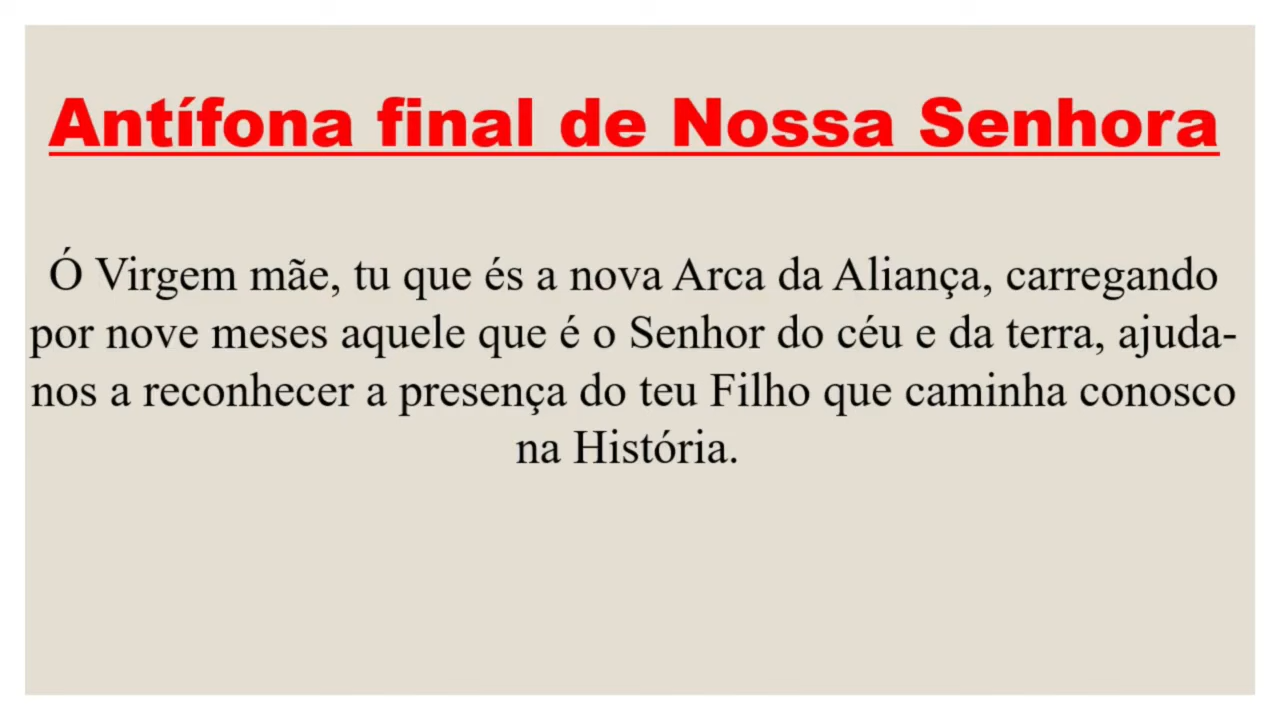 Antífona final de Nossa Senhora
Ó Virgem mãe, tu que és a nova Arca da Aliança, carregando
por nove meses aquele que é o Senhor do céu e da terra, ajuda-
nos a reconhecer a presença do teu Filho que caminha conosco
na História.